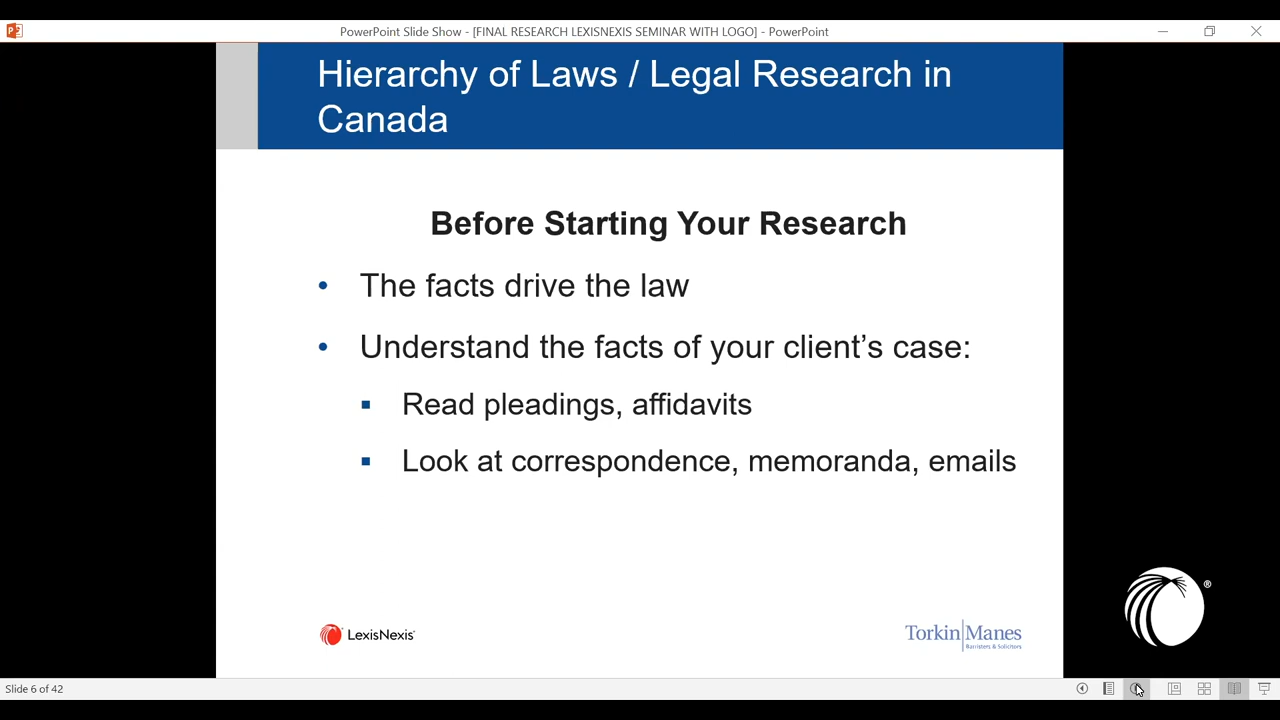 PowerPoint Slide Show - [FINAL RESEARCH LEXISNEXIS SEMINAR WITH LOGO] - PowerPoint
Hierarchy of Laws / Legal Research in
Canada
Before Starting Your Research
• The facts drive the law
• Understand the facts of your client’s case:
▪ Read pleadings, affidavits
▪ Look at correspondence, memoranda, emails
LexisNexis®
Torkin Manes
Barristers & Solicitors
®
Slide 6 of 42